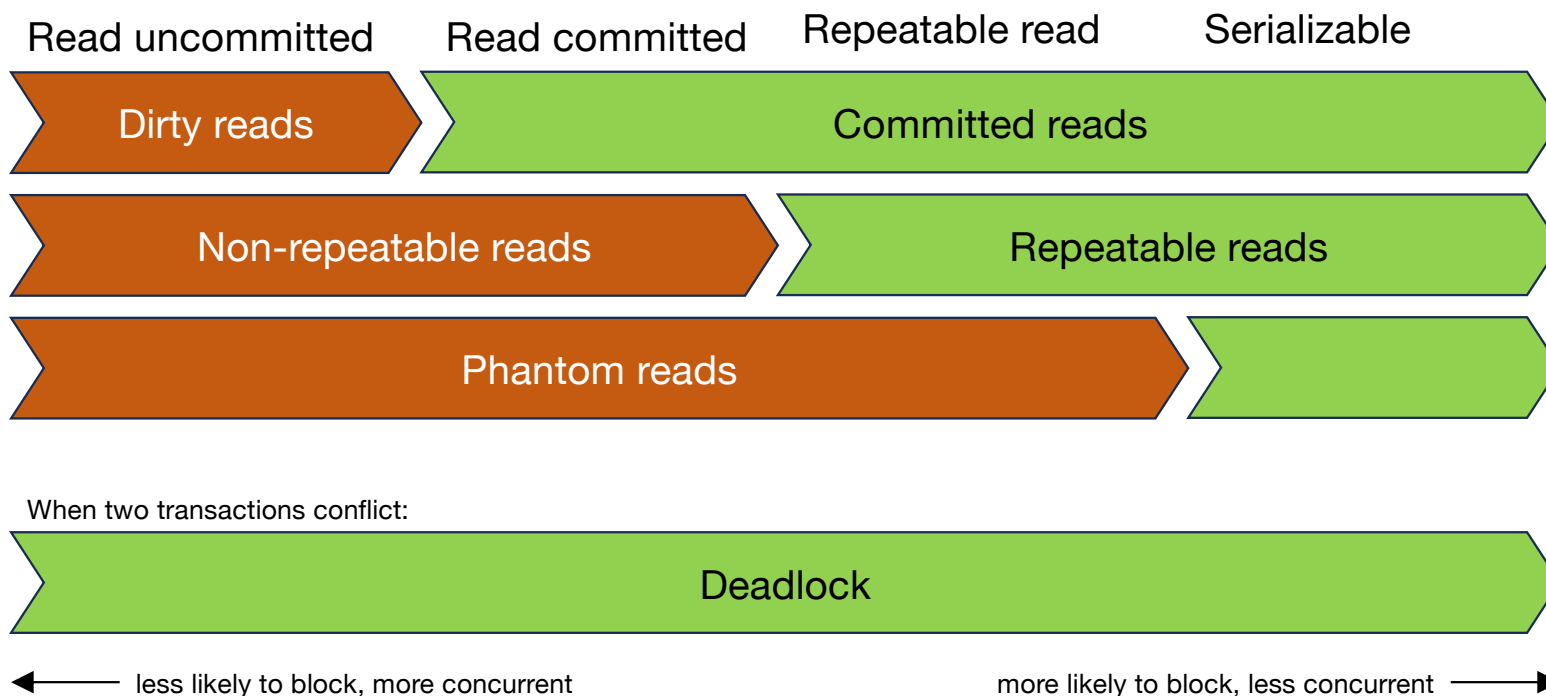 Read uncommitted
Read committed
Repeatable read
Serializable
Dirty reads
Committed reads
Non-repeatable reads
Repeatable reads
Phantom reads
When two transactions conflict:
Deadlock
less likely to block, more concurrent
more likely to block, less concurrent